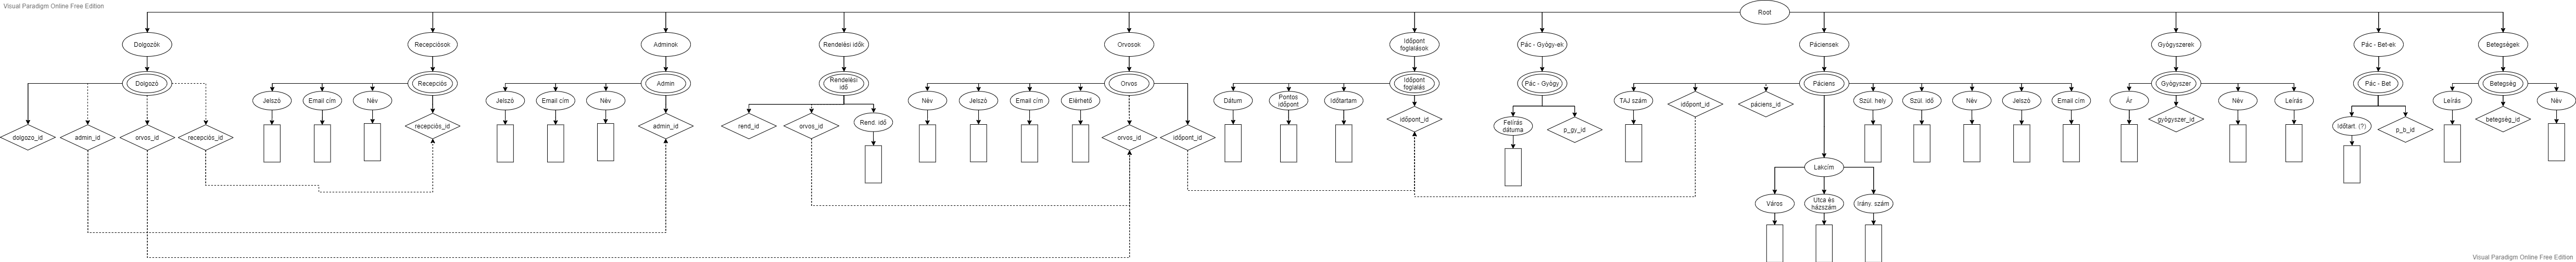 Visual Paradigm Online Free Edition
Root
Dolgozók
Recepciósok
Adminok
Rendelési idők
Orvosok
Időpont
foglalások
Pác - Gyógy-ek
Páciensek
Gyógyszerek
Pác - Bet-ek
Betegségek
Dolgozó
Recepciós
Admin
Rendelési
idő
Orvos
Időpont
foglalás
Pác - Gyógy
Páciens
Gyógyszer
Pác - Bet
Betegség
Jelszó
Email cím
Név
Jelszó
Email cím
Név
Név
Jelszó
Email cím
Elérhető
Dátum
Pontos
időpont
Időtartam
TAJ szám
időpont_id
páciens_id
Szül. hely
Szül. idő
Név
Jelszó
Email cím
Ár
Név
Leírás
Leírás
Név
dolgozo_id
admin_id
orvos_id
recepciós_id
recepciós_id
admin_id
rend_id
orvos_id
Rend. idő
orvos_id
időpont_id
időpont_id
Felírás
dátuma
p_gy_id
gyógyszer_id
Időtart. (?)
p_b_id
betegség_id
Lakcím
Város
Utca és
házszám
Irány. szám
Visual Paradigm Online Free Edition